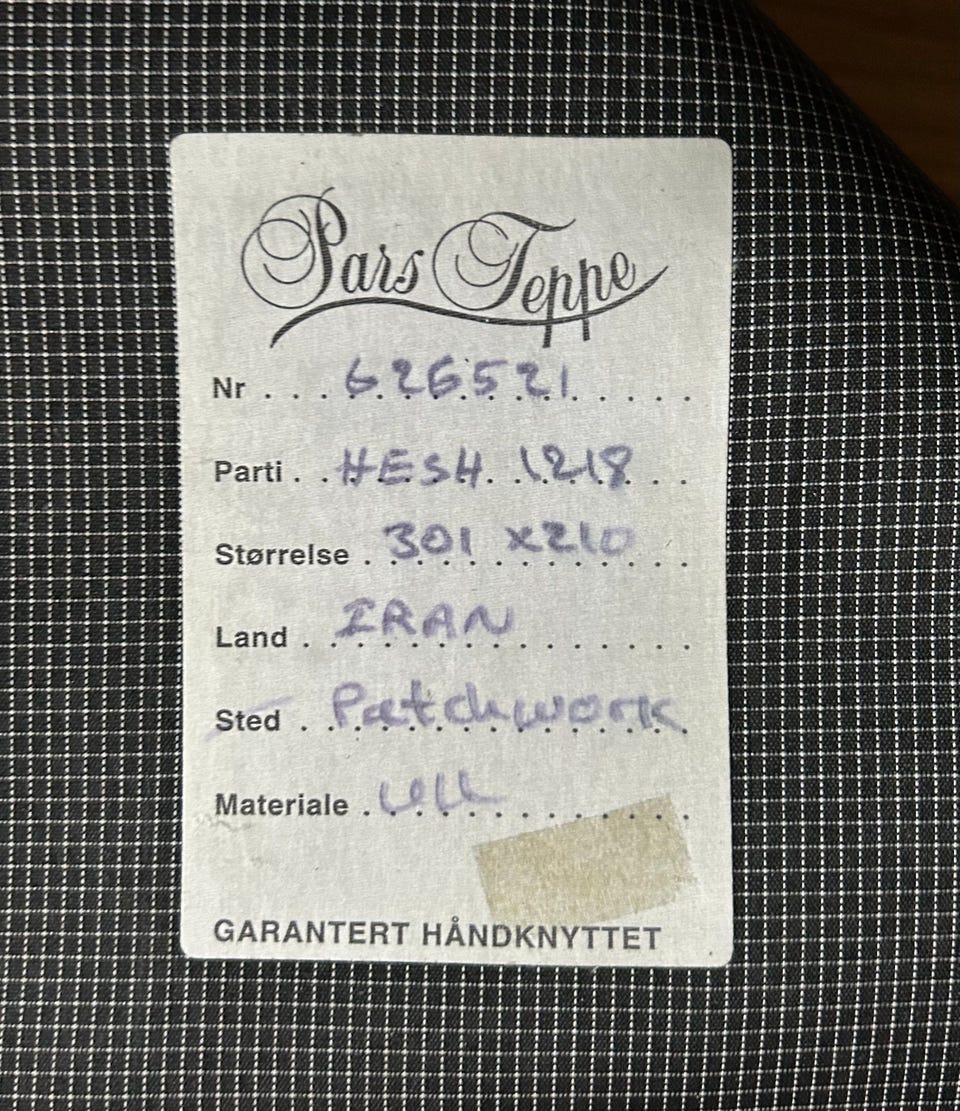 Pars Teppe
Nr . . . 626521 . . .
Parti . . HESH 1218 . .
Størrelse . 301 x210 . .
Land . . IRAN . . .
Sted . . Patchwork
Materiale . ull . . .
GARANTERT HÅNDKNYTTET